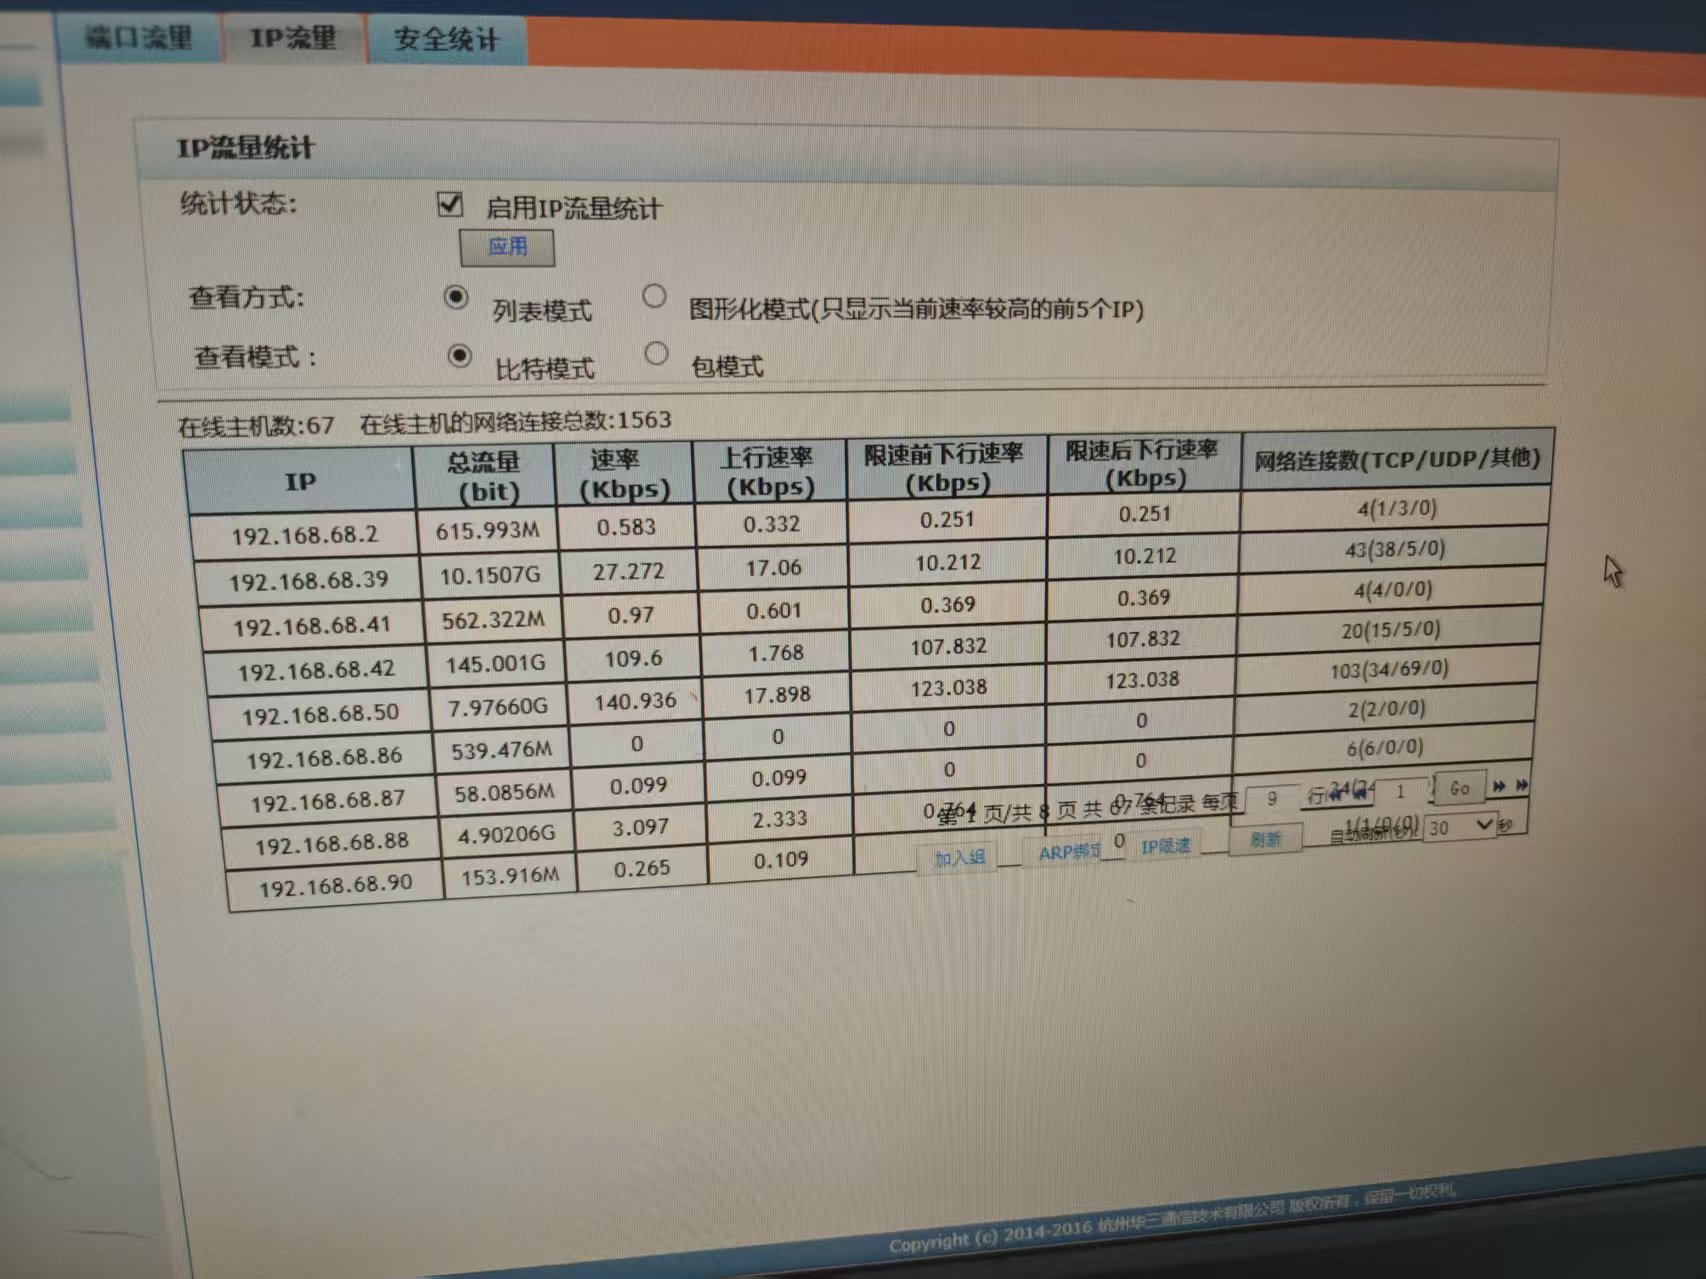 端口流量 IP流量 安全统计
IP流量统计
统计状态: 启用IP流量统计
应用
查看方式: 列表模式 图形化模式(只显示当前速率较高的前5个IP)
查看模式: 比特模式 包模式
在线主机数:67 在线主机的网络连接总数:1563
IP 总流量(bit) 速率(Kbps) 上行速率(Kbps) 限速前下行速率(Kbps) 限速后下行速率(Kbps) 网络连接数(TCP/UDP/其他)
192.168.68.2 615.993M 0.583 0.332 0.251 0.251 4(1/3/0)
192.168.68.39 10.1507G 27.272 17.06 10.212 10.212 43(38/5/0)
192.168.68.41 562.322M 0.97 0.601 0.369 0.369 4(4/0/0)
192.168.68.42 145.001G 109.6 1.768 107.832 107.832 20(15/5/0)
192.168.68.50 7.97660G 140.936 17.898 123.038 123.038 103(34/69/0)
192.168.68.86 539.476M 0 0 0 0 2(2/0/0)
192.168.68.87 58.0856M 0.099 0.099 0 0 6(6/0/0)
192.168.68.88 4.90206G 3.097 2.333 0.764 0.764
192.168.68.90 153.916M 0.265 0.109 0 1(1/0/0)
第 1 页/共 8 页 共 67 条记录 每页 9 行 1 Go
加入组 ARP绑定 IP限速 刷新 自动刷新(秒): 30 秒
Copyright (c) 2014-2016 杭州华三通信技术有限公司 版权所有,保留一切权利。